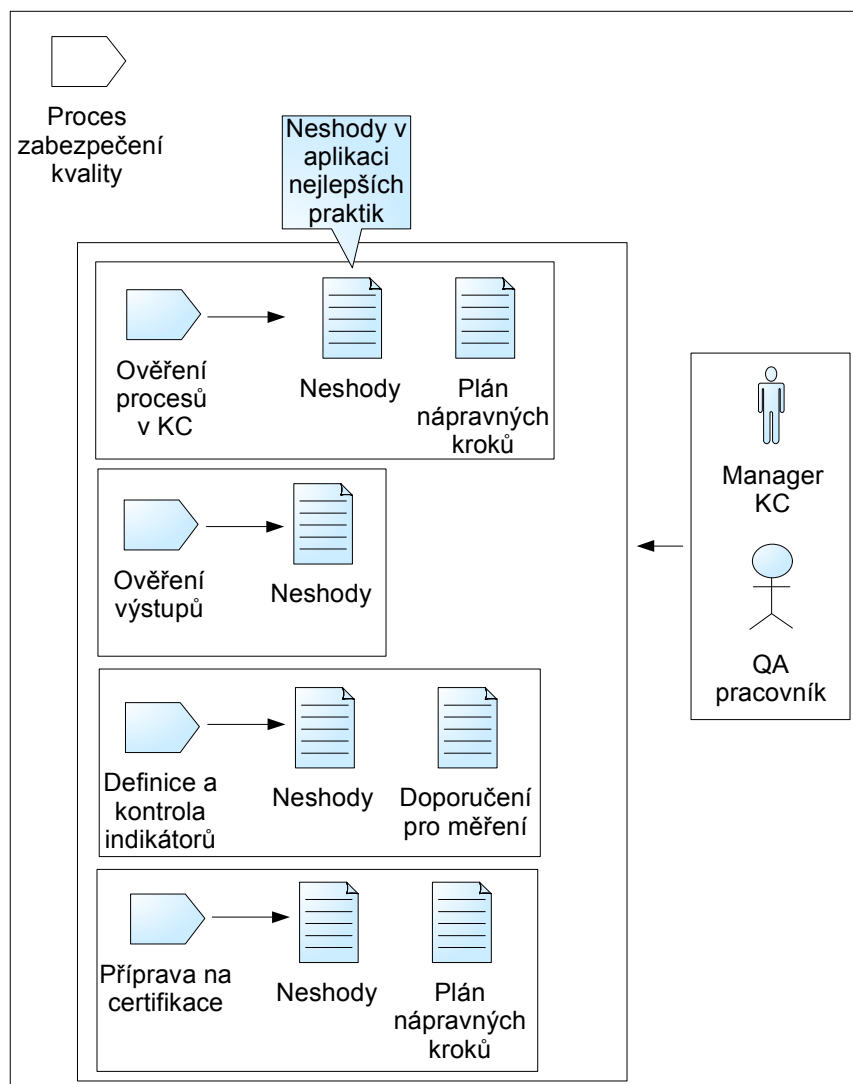 Proces
zabezpečení
kvality
Neshody v
aplikaci
nejlepších
praktik
Ověření
procesů
v KC
Neshody
Plán
nápravných
kroků
Ověření
výstupů
Neshody
Definice a
kontrola
indikátorů
Neshody
Doporučení
pro měření
Příprava na
certifikace
Neshody
Plán
nápravných
kroků
Manager
KC
QA
pracovník